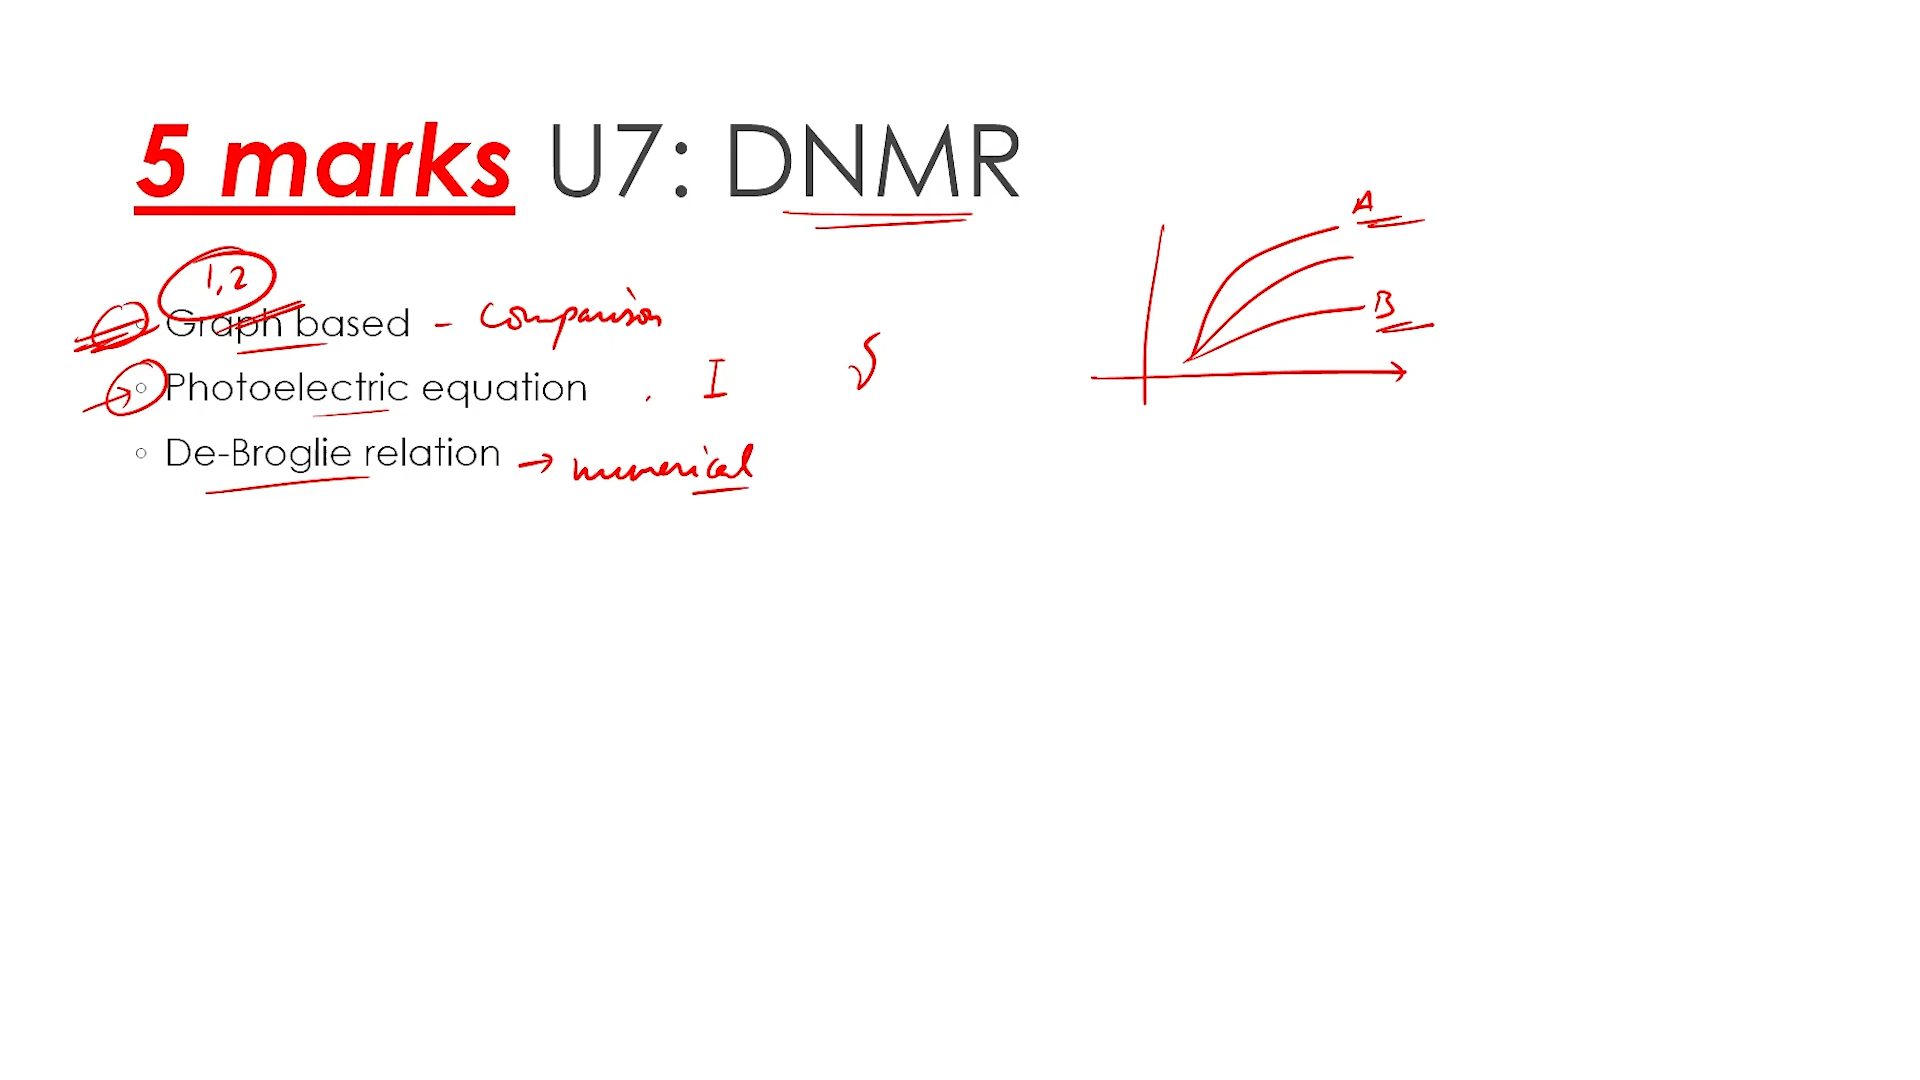 5 marks U7: DNMR
1,2
Graph based - comparison
Photoelectric equation . I ν
De-Broglie relation → numerical
A
B